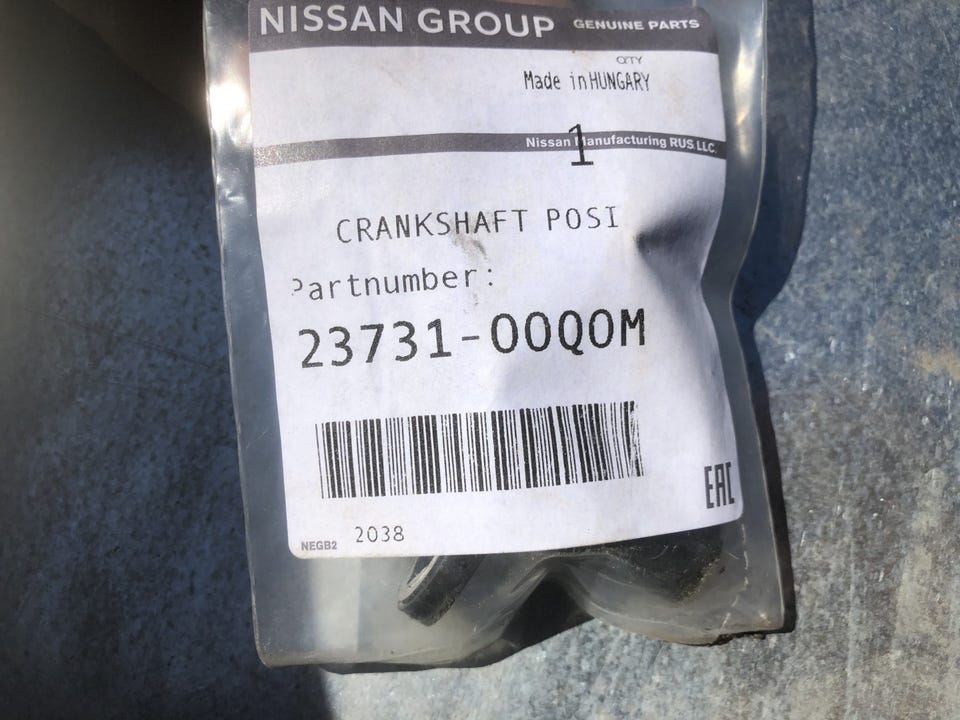 NISSAN GROUP GENUINE PARTS
QTY
Made in HUNGARY
1
Nissan Manufacturing RUS LLC.
CRANKSHAFT POSI
Partnumber:
23731-00Q0M
EAC
2038
NEGB2